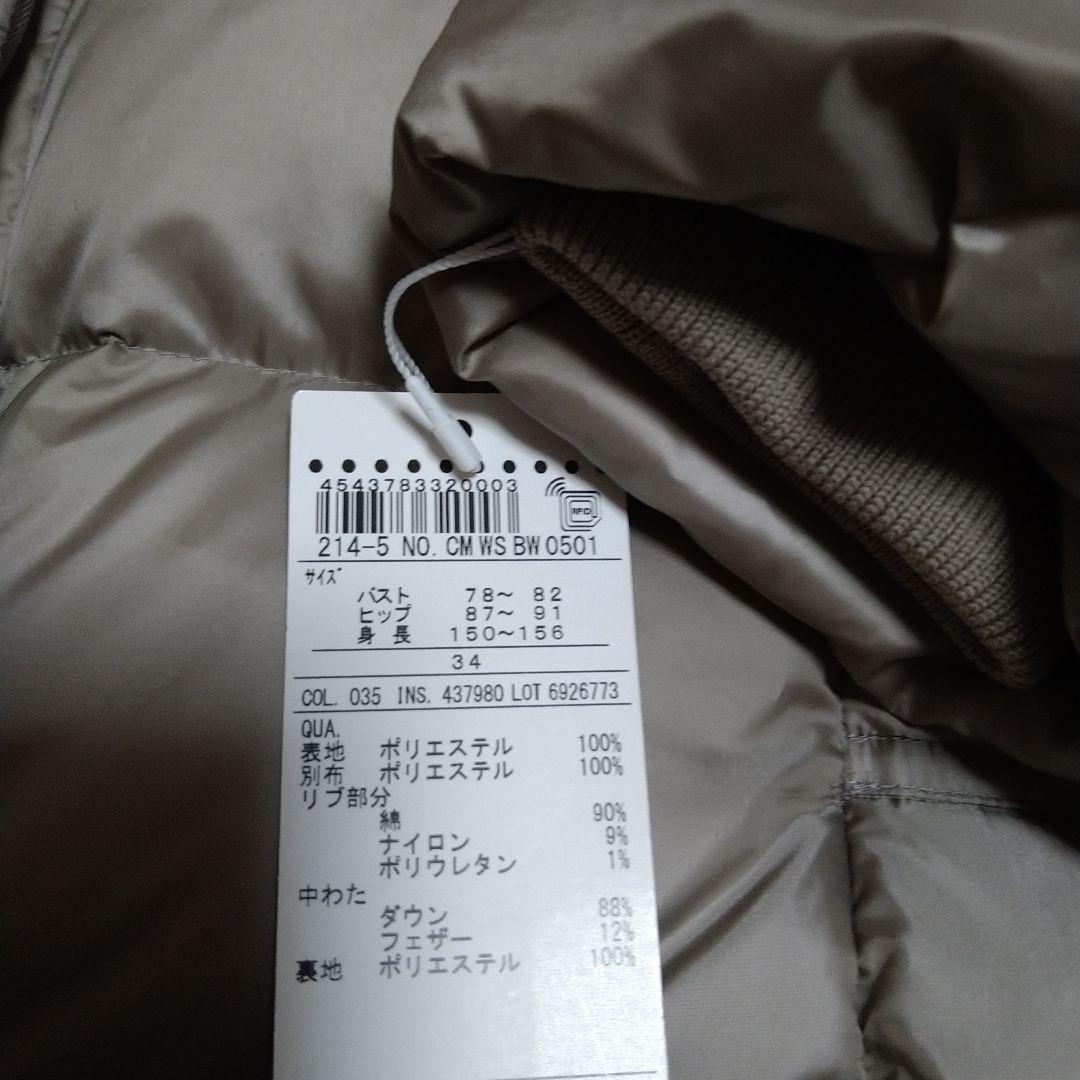 4543783320003
RFID
214-5 NO. CMWSBW0501
サイズ
バスト 78～ 82
ヒップ 87～ 91
身 長 150～156
34
COL. 035 INS. 437980 LOT 6926773
QUA.
表地 ポリエステル 100%
別布 ポリエステル 100%
リブ部分
綿 90%
ナイロン 9%
ポリウレタン 1%
中わた
ダウン 88%
フェザー 12%
裏地 ポリエステル 100%